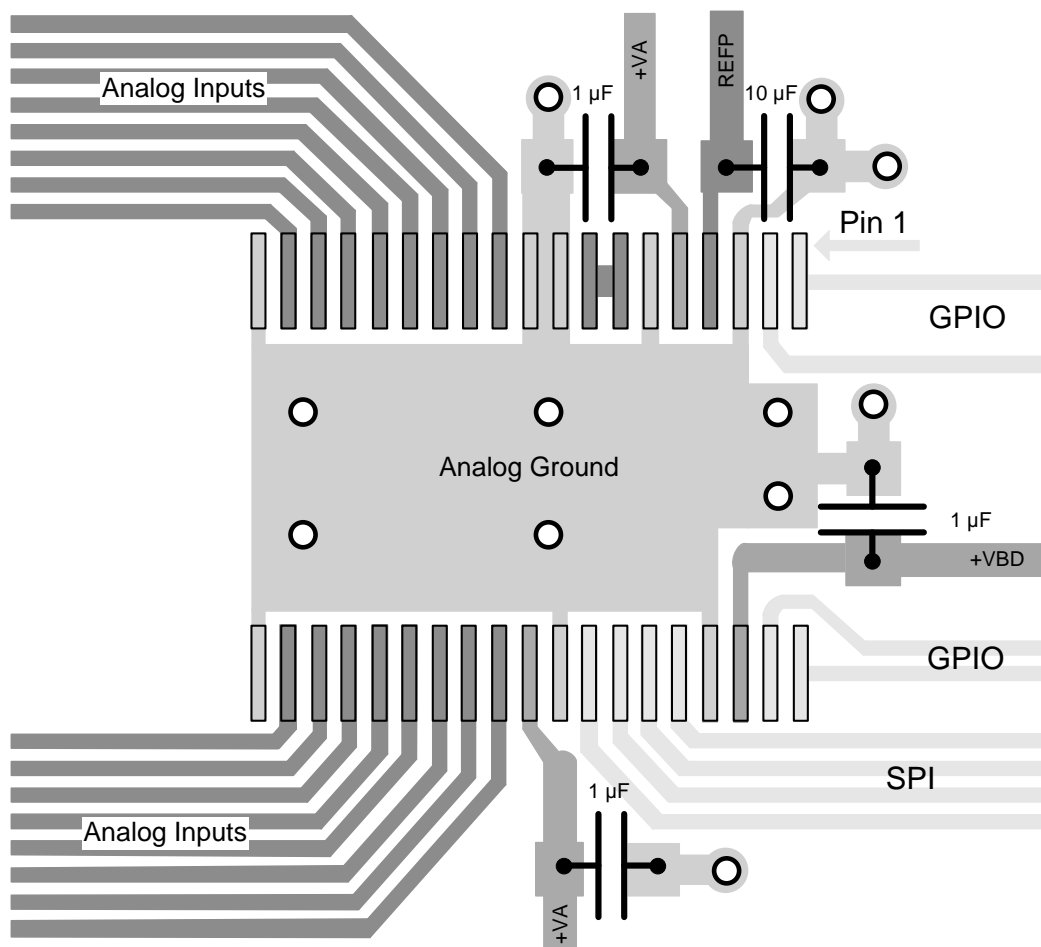 +VA
REFP
1 µF
10 µF
Analog Inputs
Pin 1
GPIO
Analog Ground
1 µF
+VBD
GPIO
SPI
1 µF
Analog Inputs
+VA